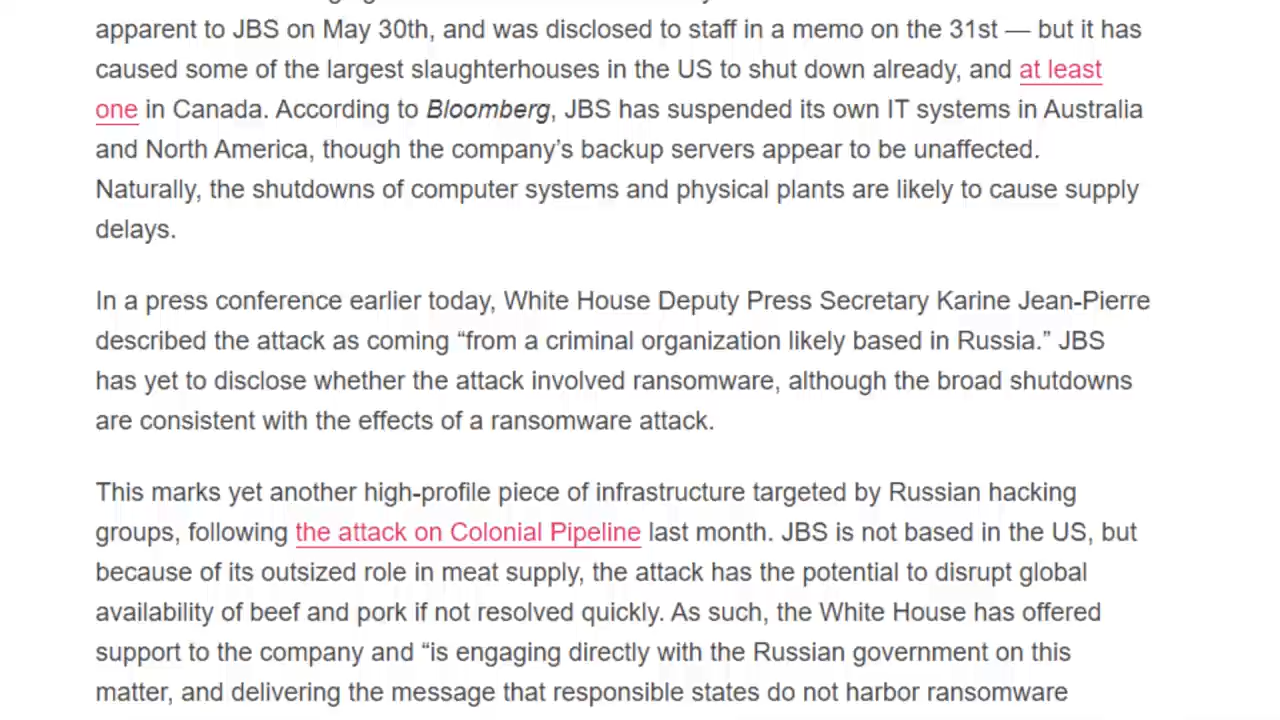 apparent to JBS on May 30th, and was disclosed to staff in a memo on the 31st — but it has
caused some of the largest slaughterhouses in the US to shut down already, and at least
one in Canada. According to Bloomberg, JBS has suspended its own IT systems in Australia
and North America, though the company’s backup servers appear to be unaffected.
Naturally, the shutdowns of computer systems and physical plants are likely to cause supply
delays.
In a press conference earlier today, White House Deputy Press Secretary Karine Jean-Pierre
described the attack as coming “from a criminal organization likely based in Russia.” JBS
has yet to disclose whether the attack involved ransomware, although the broad shutdowns
are consistent with the effects of a ransomware attack.
This marks yet another high-profile piece of infrastructure targeted by Russian hacking
groups, following the attack on Colonial Pipeline last month. JBS is not based in the US, but
because of its outsized role in meat supply, the attack has the potential to disrupt global
availability of beef and pork if not resolved quickly. As such, the White House has offered
support to the company and “is engaging directly with the Russian government on this
matter, and delivering the message that responsible states do not harbor ransomware